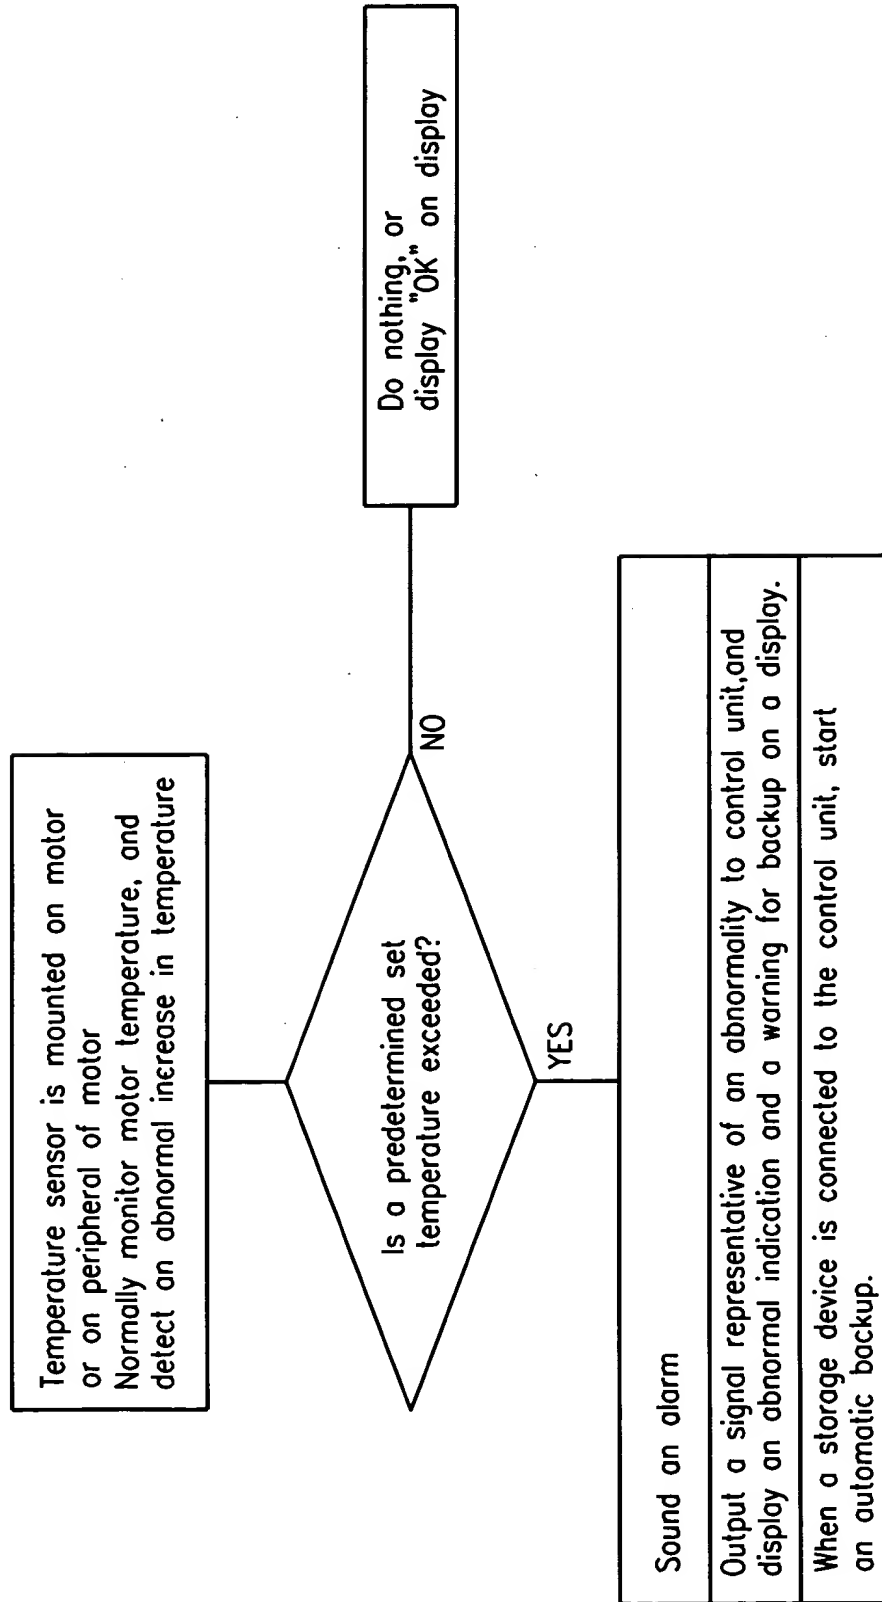 Temperature sensor is mounted on motor
or on peripheral of motor
Normally monitor motor temperature, and
detect an abnormal increase in temperature
Is a predetermined set
temperature exceeded?
NO
Do nothing, or
display "OK" on display
YES
Sound an alarm
Output a signal representative of an abnormality to control unit,and
display an abnormal indication and a warning for backup on a display.
When a storage device is connected to the control unit, start
an automatic backup.